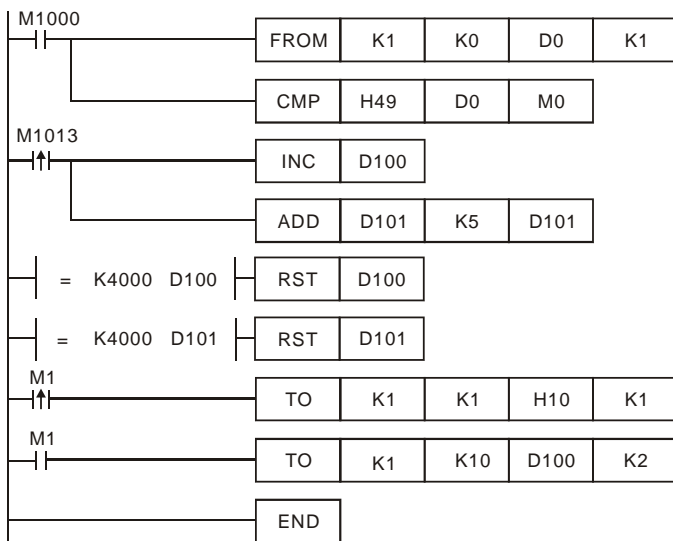 M1000
FROM K1 K0 D0 K1
CMP H49 D0 M0
M1013
INC D100
ADD D101 K5 D101
= K4000 D100 RST D100
= K4000 D101 RST D101
M1
TO K1 K1 H10 K1
M1
TO K1 K10 D100 K2
END